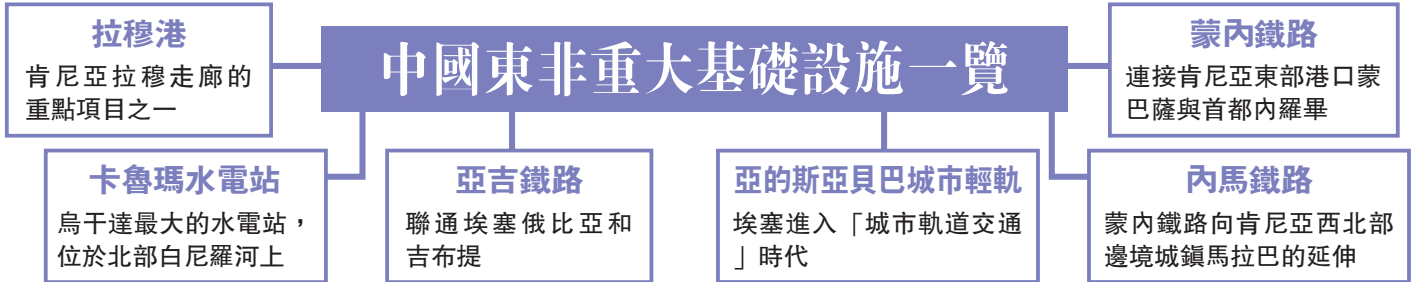 中國東非重大基礎設施一覽
拉穆港
肯尼亞拉穆走廊的
重點項目之一
蒙內鐵路
連接肯尼亞東部港口蒙
巴薩與首都內羅畢
卡魯瑪水電站
烏干達最大的水電站，
位於北部白尼羅河上
亞吉鐵路
聯通埃塞俄比亞和
吉布提
亞的斯亞貝巴城市輕軌
埃塞進入「城市軌道交通
」時代
內馬鐵路
蒙內鐵路向肯尼亞西北部
邊境城鎮馬拉巴的延伸